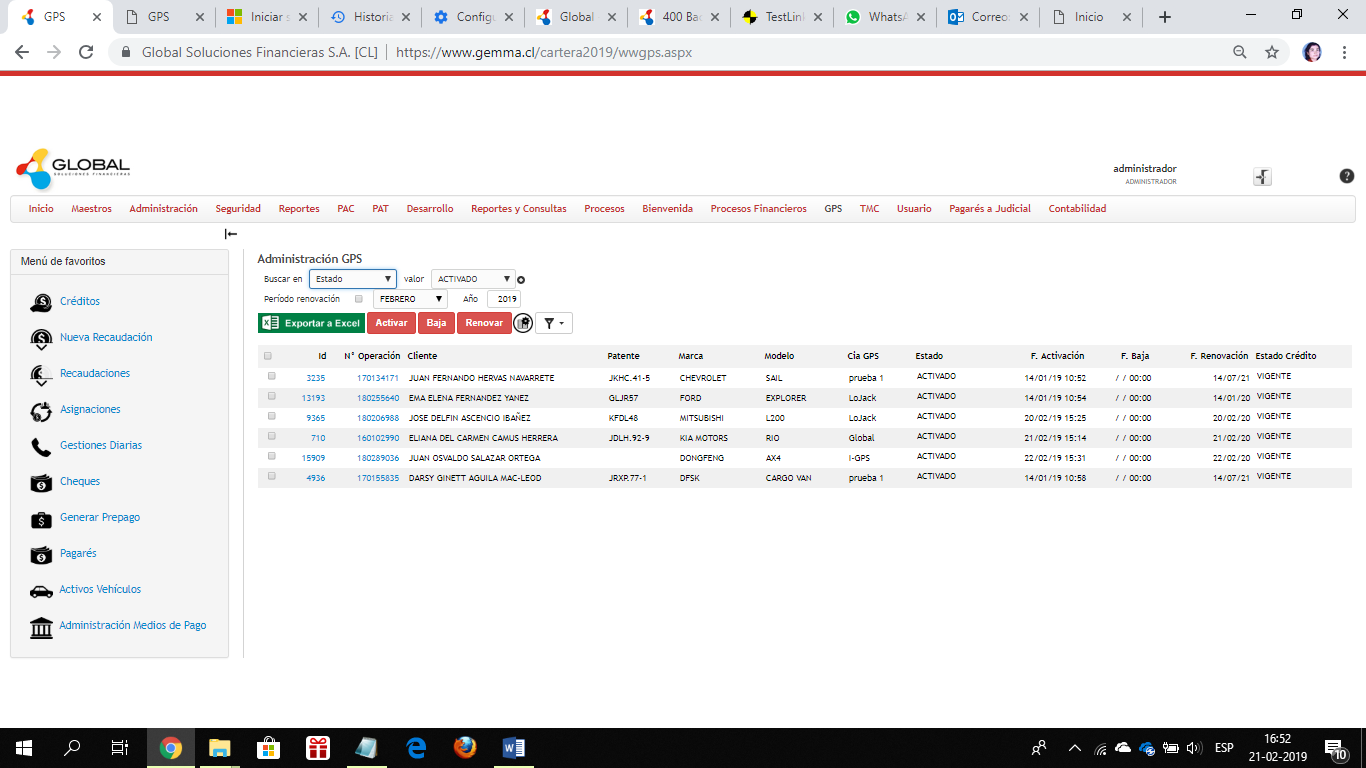 GPS
GPS
Iniciar s
Historia
Config
Global
400 Bac
TestLin
WhatsA
Correo
Inicio
Global Soluciones Financieras S.A. [CL] | https://www.gemma.cl/cartera2019/wwgps.aspx
GLOBAL
SOLUCIONES FINANCIERAS
administrador
ADMINISTRADOR
Inicio Maestros Administración Seguridad Reportes PAC PAT Desarrollo Reportes y Consultas Procesos Bienvenida Procesos Financieros GPS TMC Usuario Pagarés a Judicial Contabilidad
Menú de favoritos
Créditos
Nueva Recaudación
Recaudaciones
Asignaciones
Gestiones Diarias
Cheques
Generar Prepago
Pagarés
Activos Vehículos
Administración Medios de Pago
Administración GPS
Buscar en Estado valor ACTIVADO
Período renovación FEBRERO Año 2019
Exportar a Excel Activar Baja Renovar
Id N° Operación Cliente Patente Marca Modelo Cia GPS Estado F. Activación F. Baja F. Renovación Estado Crédito
3235 170134171 JUAN FERNANDO HERVAS NAVARRETE JKHC.41-5 CHEVROLET SAIL prueba 1 ACTIVADO 14/01/19 10:52 / / 00:00 14/07/21 VIGENTE
13193 180255640 EMA ELENA FERNANDEZ YANEZ GLJR57 FORD EXPLORER LoJack ACTIVADO 14/01/19 10:54 / / 00:00 14/01/20 VIGENTE
9365 180206988 JOSE DELFIN ASCENCIO IBAÑEZ KFDL48 MITSUBISHI L200 LoJack ACTIVADO 20/02/19 15:25 / / 00:00 20/02/20 VIGENTE
710 160102990 ELIANA DEL CARMEN CAMUS HERRERA JDLH.92-9 KIA MOTORS RIO Global ACTIVADO 21/02/19 15:14 / / 00:00 21/02/20 VIGENTE
15909 180289036 JUAN OSVALDO SALAZAR ORTEGA DONGFENG AX4 I-GPS ACTIVADO 22/02/19 15:31 / / 00:00 22/02/20 VIGENTE
4936 170155835 DARSY GINETT AGUILA MAC-LEOD JRXP.77-1 DFSK CARGO VAN prueba 1 ACTIVADO 14/01/19 10:58 / / 00:00 14/07/21 VIGENTE
ESP
16:52
21-02-2019
10